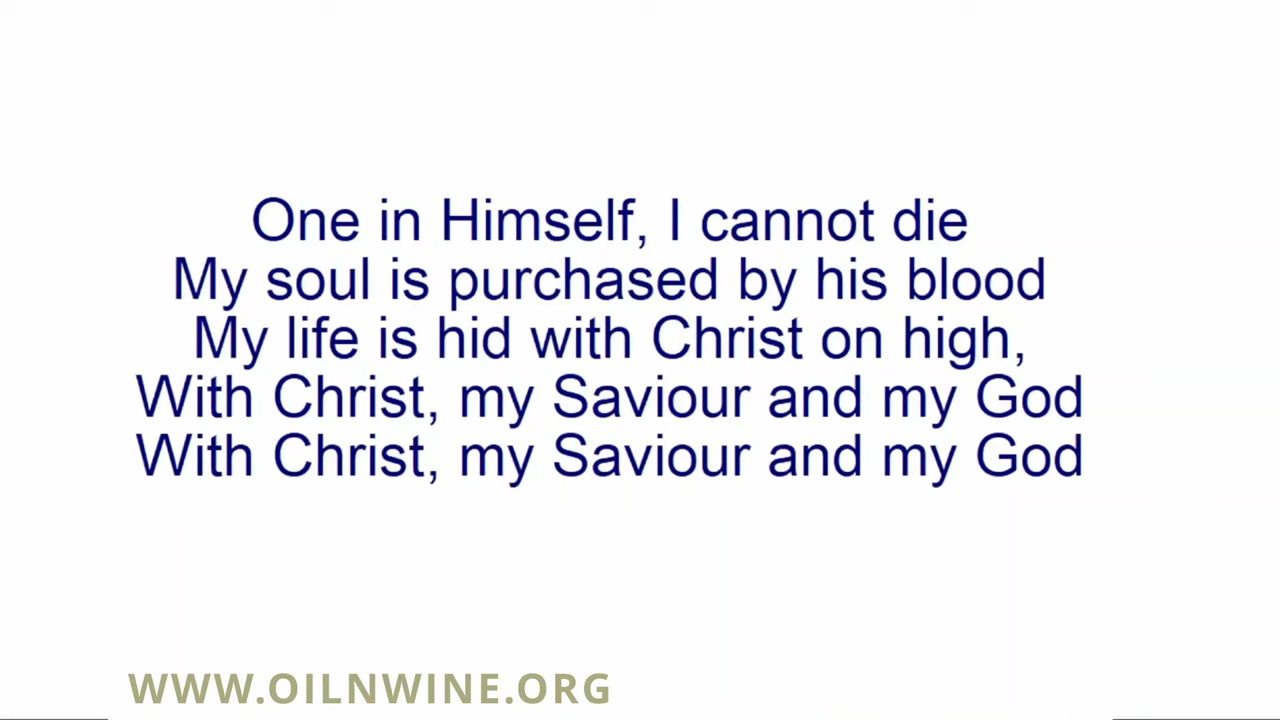 One in Himself, I cannot die
My soul is purchased by his blood
My life is hid with Christ on high,
With Christ, my Saviour and my God
With Christ, my Saviour and my God
WWW.OILNWINE.ORG